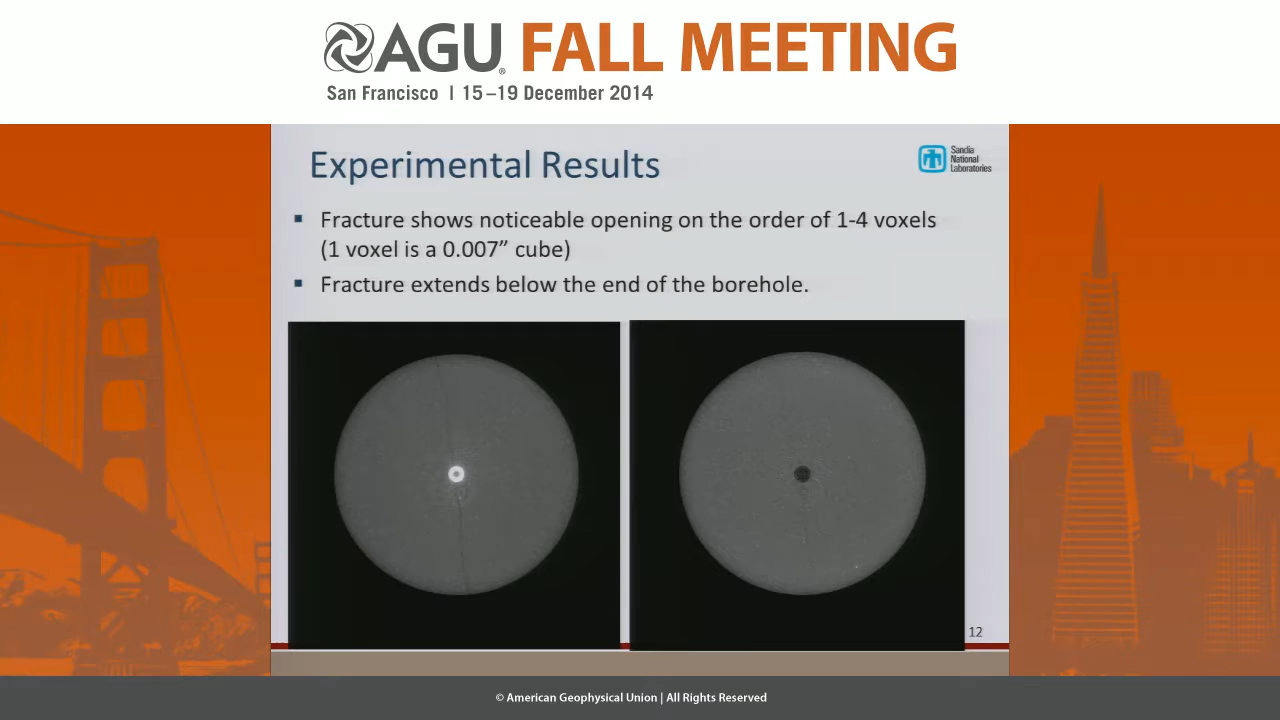 AGU® FALL MEETING
San Francisco | 15–19 December 2014
Experimental Results
Sandia
National
Laboratories
▪ Fracture shows noticeable opening on the order of 1-4 voxels
(1 voxel is a 0.007” cube)
▪ Fracture extends below the end of the borehole.
12
© American Geophysical Union | All Rights Reserved